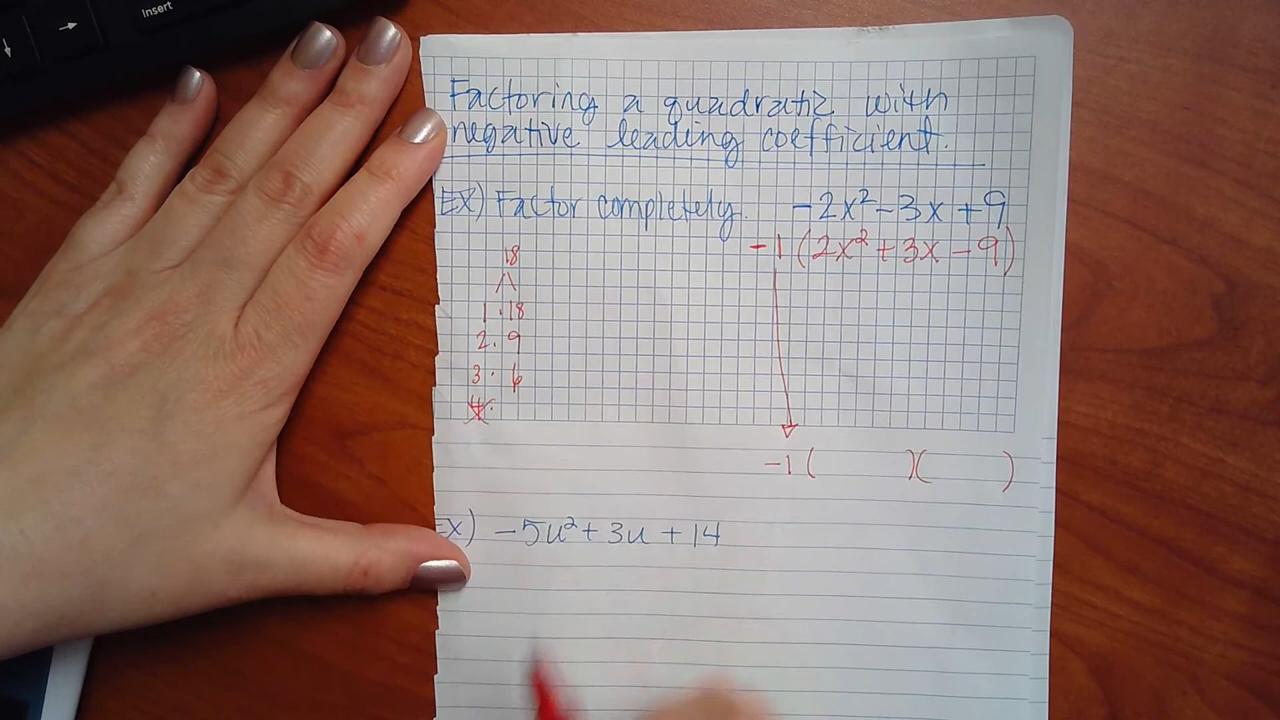 Insert
Factoring a quadratic with
negative leading coefficient.
EX) Factor completely. -2x² - 3x + 9
-1(2x² + 3x - 9)
18
1 · 18
2 · 9
3 · 6
-1( )( )
EX) -5u² + 3u + 14